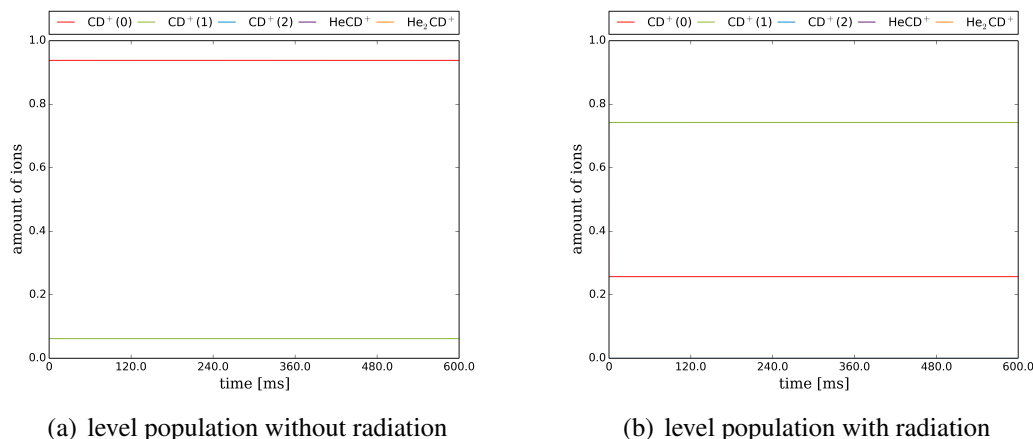 CD⁺(0) CD⁺(1) CD⁺(2) HeCD⁺ He₂CD⁺
1.0
0.8
0.6
0.4
0.2
0.0
amount of ions
0 120.0 240.0 360.0 480.0 600.0
time [ms]
(a) level population without radiation
CD⁺(0) CD⁺(1) CD⁺(2) HeCD⁺ He₂CD⁺
1.0
0.8
0.6
0.4
0.2
0.0
amount of ions
0 120.0 240.0 360.0 480.0 600.0
time [ms]
(b) level population with radiation